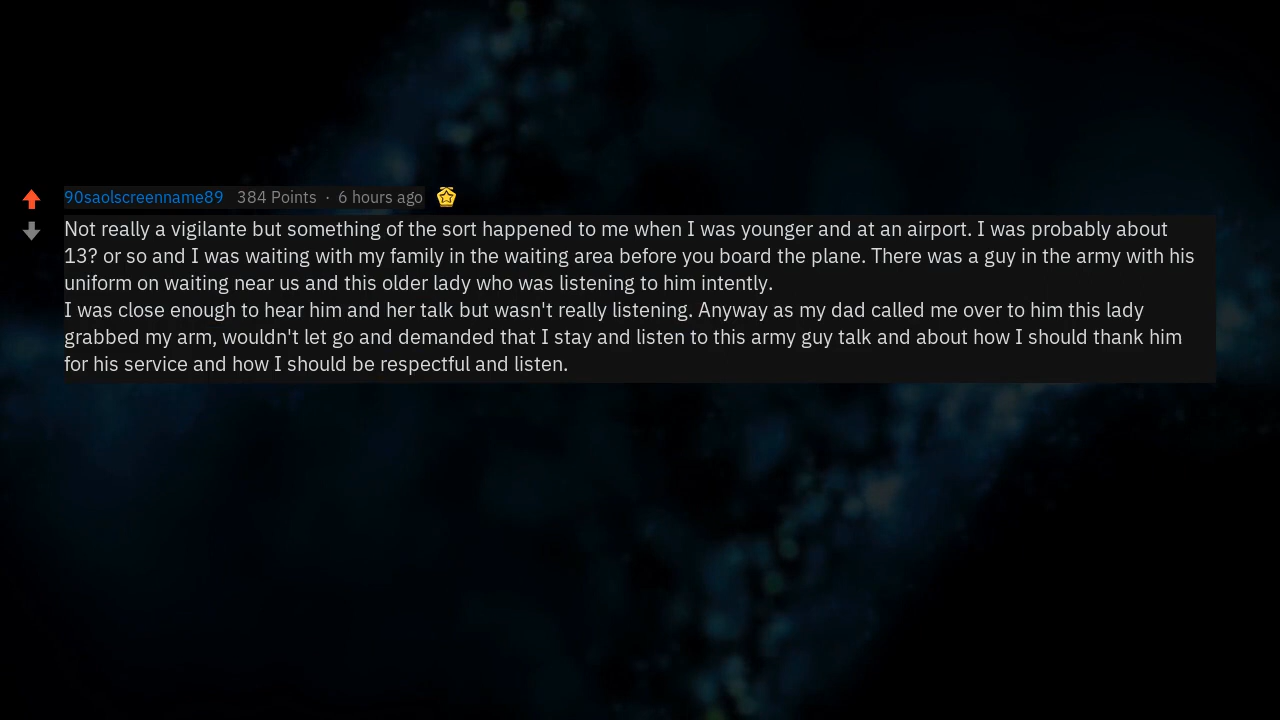 90saolscreenname89 384 Points · 6 hours ago
Not really a vigilante but something of the sort happened to me when I was younger and at an airport. I was probably about
13? or so and I was waiting with my family in the waiting area before you board the plane. There was a guy in the army with his
uniform on waiting near us and this older lady who was listening to him intently.
I was close enough to hear him and her talk but wasn't really listening. Anyway as my dad called me over to him this lady
grabbed my arm, wouldn't let go and demanded that I stay and listen to this army guy talk and about how I should thank him
for his service and how I should be respectful and listen.